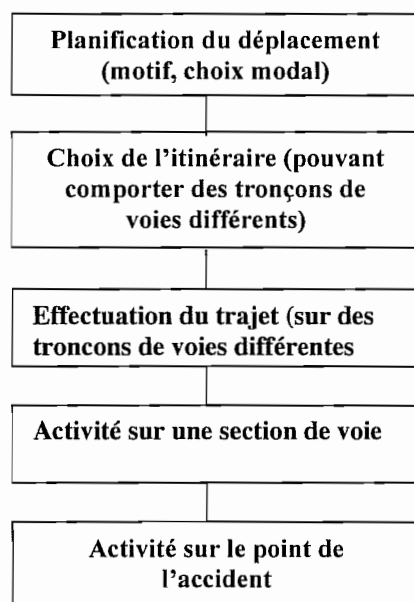 Planification du déplacement
(motif, choix modal)
Choix de l'itinéraire (pouvant
comporter des tronçons de
voies différents)
Effectuation du trajet (sur des
troncons de voies différentes
Activité sur une section de voie
Activité sur le point de
l'accident